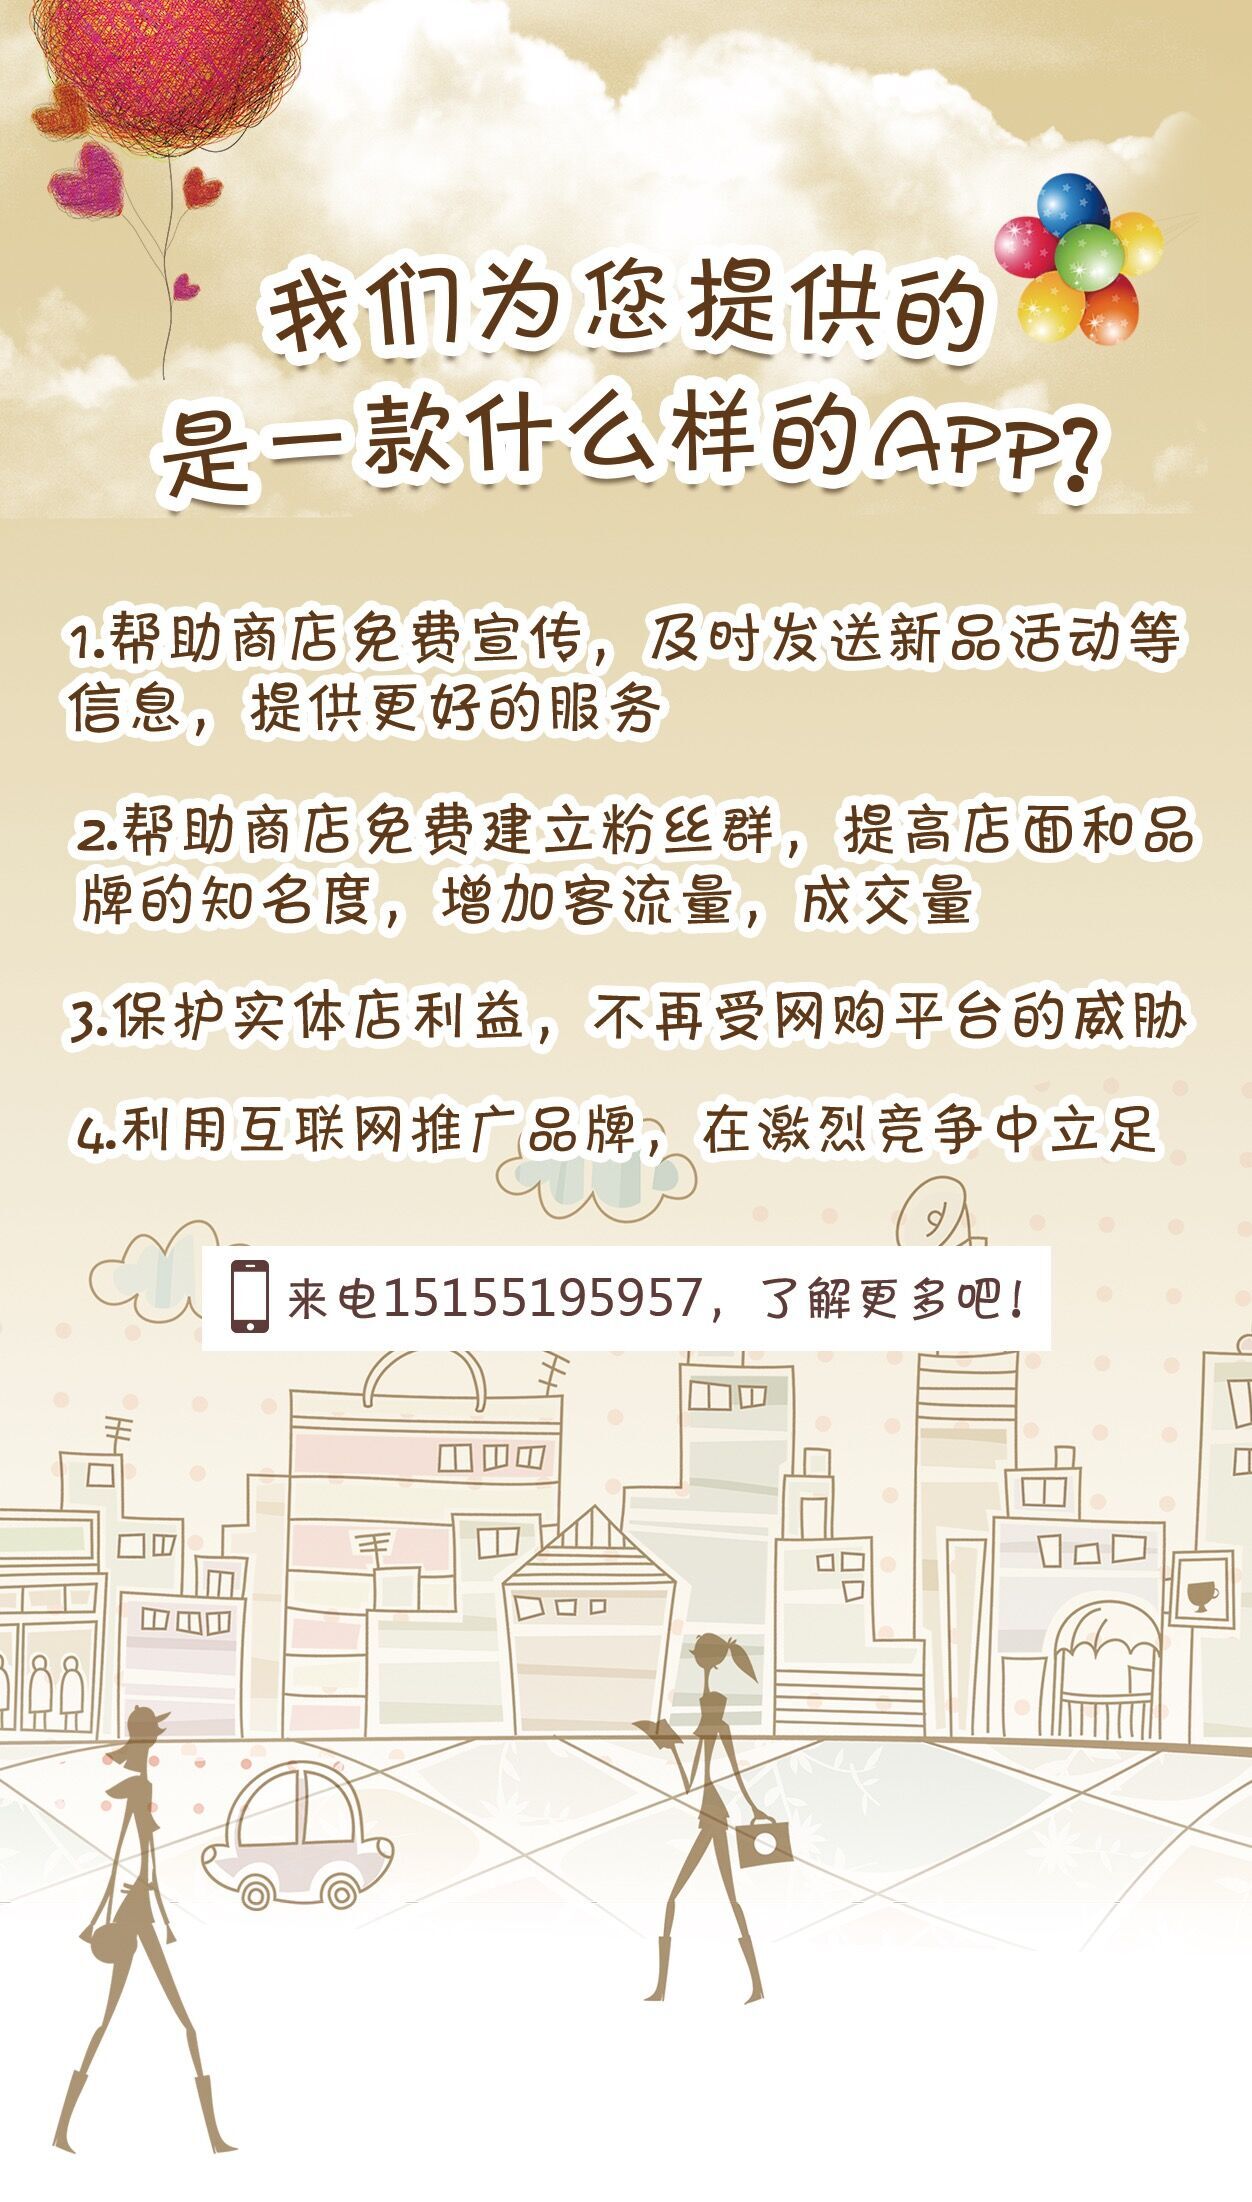 我们为您提供的
是一款什么样的APP?
1.帮助商店免费宣传，及时发送新品活动等
信息，提供更好的服务
2.帮助商店免费建立粉丝群，提高店面和品
牌的知名度，增加客流量，成交量
3.保护实体店利益，不再受网购平台的威胁
4.利用互联网推广品牌，在激烈竞争中立足
来电15155195957，了解更多吧！